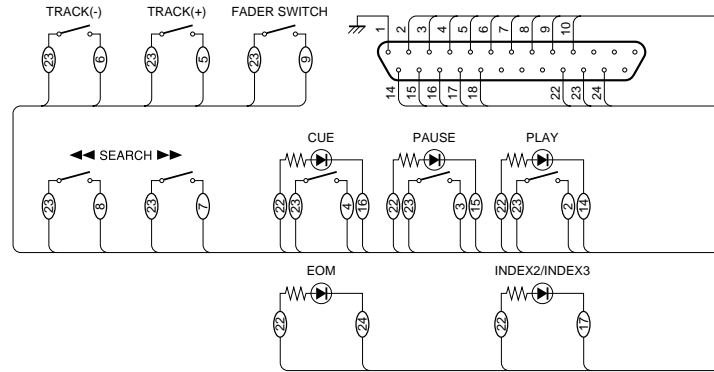 TRACK(-) TRACK(+) FADER SWITCH
1 2 3 4 5 6 7 8 9 10
23 6 23 5 23 9
14 15 16 17 18 22 23 24
◄◄ SEARCH ►► CUE PAUSE PLAY
23 8 23 7 22 23 4 16 22 23 3 15 22 23 2 14
EOM INDEX2/INDEX3
22 24 22 17